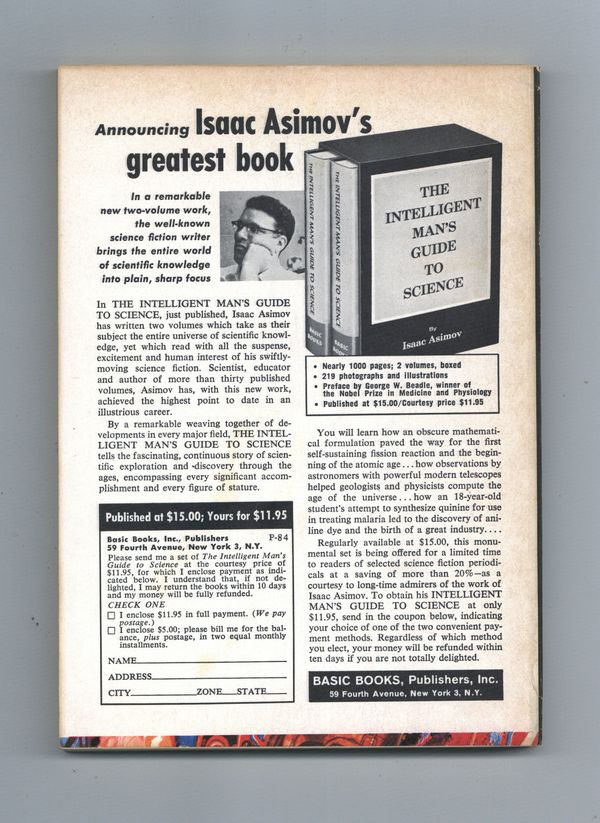 Announcing Isaac Asimov's
greatest book
In a remarkable
new two-volume work,
the well-known
science fiction writer
brings the entire world
of scientific knowledge
into plain, sharp focus
THE INTELLIGENT MAN'S GUIDE TO SCIENCE
BASIC
BOOKS
THE INTELLIGENT MAN'S GUIDE TO SCIENCE
BASIC
BOOKS
THE
INTELLIGENT
MAN'S
GUIDE
TO
SCIENCE
By
Isaac Asimov
• Nearly 1000 pages; 2 volumes, boxed
• 219 photographs and illustrations
• Preface by George W. Beadle, winner of
the Nobel Prize in Medicine and Physiology
• Published at $15.00/Courtesy price $11.95
In THE INTELLIGENT MAN'S GUIDE
TO SCIENCE, just published, Isaac Asimov
has written two volumes which take as their
subject the entire universe of scientific knowl-
edge, yet which read with all the suspense,
excitement and human interest of his swiftly-
moving science fiction. Scientist, educator
and author of more than thirty published
volumes, Asimov has, with this new work,
achieved the highest point to date in an
illustrious career.
By a remarkable weaving together of de-
velopments in every major field, THE INTEL-
LIGENT MAN'S GUIDE TO SCIENCE
tells the fascinating, continuous story of scien-
tific exploration and discovery through the
ages, encompassing every significant accom-
plishment and every figure of stature.
Published at $15.00; Yours for $11.95
Basic Books, Inc., Publishers F-84
59 Fourth Avenue, New York 3, N.Y.
Please send me a set of The Intelligent Man's
Guide to Science at the courtesy price of
$11.95, for which I enclose payment as indi-
cated below. I understand that, if not de-
lighted, I may return the books within 10 days
and my money will be fully refunded.
CHECK ONE
☐ I enclose $11.95 in full payment. (We pay
postage.)
☐ I enclose $5.00; please bill me for the bal-
ance, plus postage, in two equal monthly
installments.
NAME
ADDRESS
CITY ZONE STATE
You will learn how an obscure mathemati-
cal formulation paved the way for the first
self-sustaining fission reaction and the begin-
ning of the atomic age...how observations by
astronomers with powerful modern telescopes
helped geologists and physicists compute the
age of the universe...how an 18-year-old
student's attempt to synthesize quinine for use
in treating malaria led to the discovery of ani-
line dye and the birth of a great industry....
Regularly available at $15.00, this monu-
mental set is being offered for a limited time
to readers of selected science fiction periodi-
cals at a saving of more than 20%—as a
courtesy to long-time admirers of the work of
Isaac Asimov. To obtain his INTELLIGENT
MAN'S GUIDE TO SCIENCE at only
$11.95, send in the coupon below, indicating
your choice of one of the two convenient pay-
ment methods. Regardless of which method
you elect, your money will be refunded within
ten days if you are not totally delighted.
BASIC BOOKS, Publishers, Inc.
59 Fourth Avenue, New York 3, N.Y.